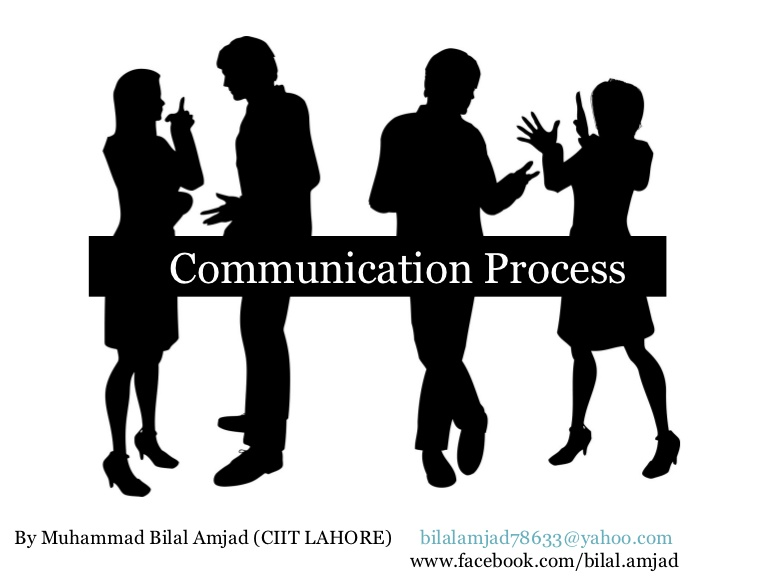 Communication Process
By Muhammad Bilal Amjad (CIIT LAHORE) bilalamjad78633@yahoo.com
www.facebook.com/bilal.amjad